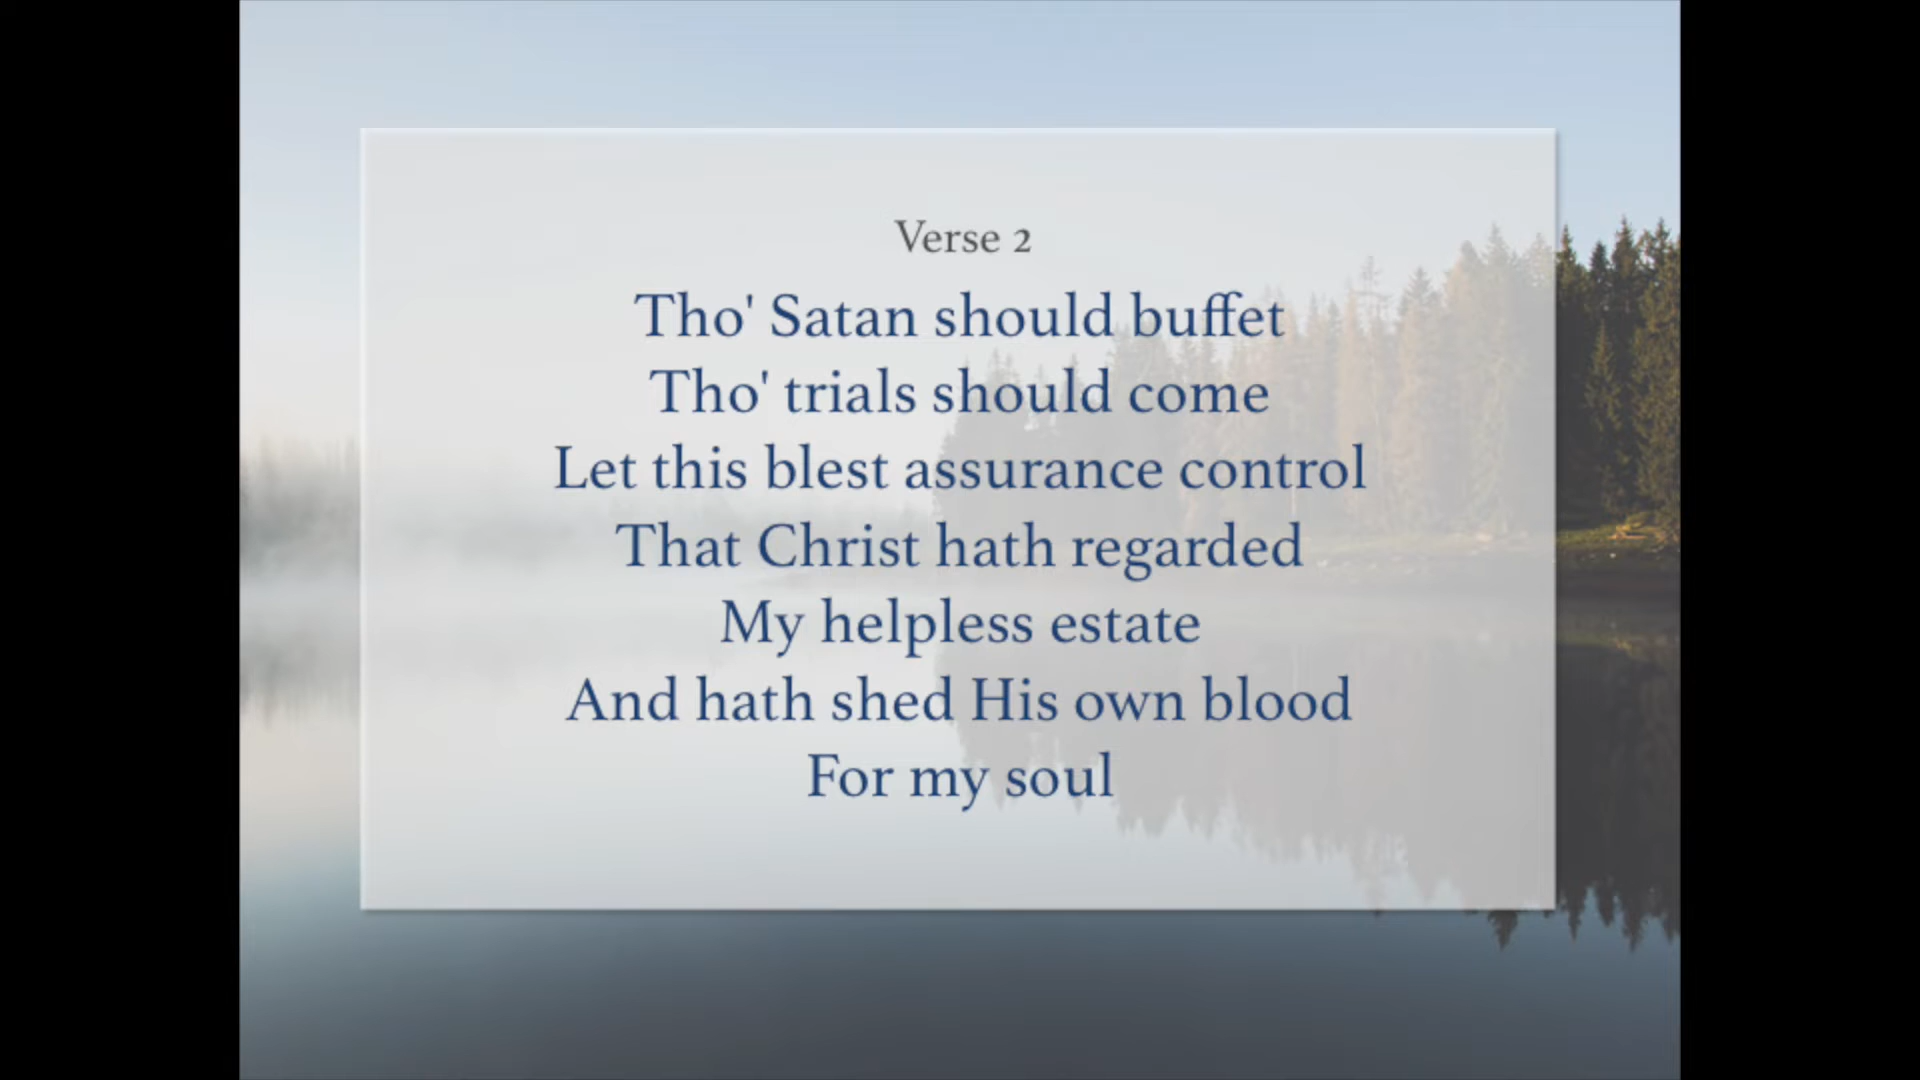 Verse 2
Tho' Satan should buffet
Tho' trials should come
Let this blest assurance control
That Christ hath regarded
My helpless estate
And hath shed His own blood
For my soul